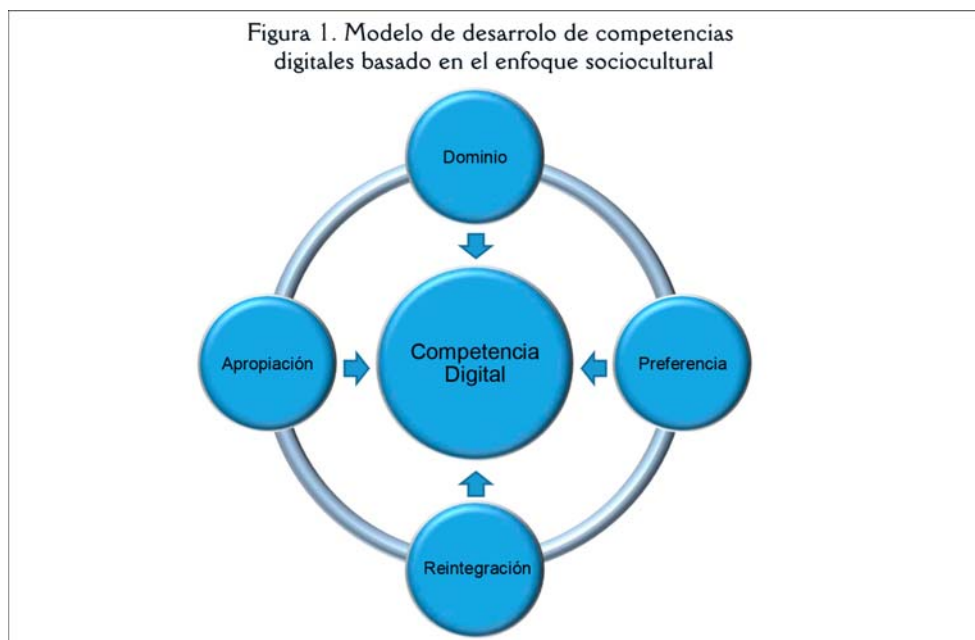 Figura 1. Modelo de desarrolo de competencias
digitales basado en el enfoque sociocultural
Dominio
Apropiación
Competencia
Digital
Preferencia
Reintegración